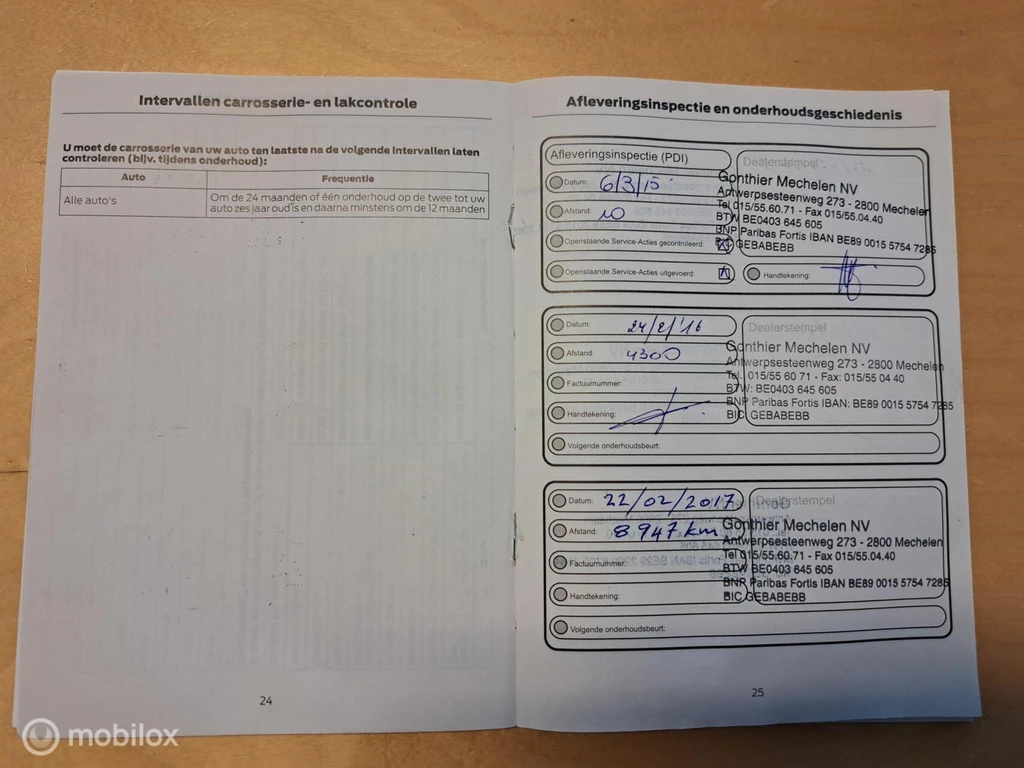 Intervallen carrosserie- en lakcontrole
U moet de carrosserie van uw auto ten laatste na de volgende intervallen laten
controleren (bijv. tijdens onderhoud):
Auto
Frequentie
Alle auto's
Om de 24 maanden of één onderhoud op de twee tot uw
auto zes jaar oud is en daarna minstens om de 12 maanden
24
Afleveringsinspectie en onderhoudsgeschiedenis
Afleveringsinspectie (PDI)
Datum: 6/3/15
Afstand: 10
Openstaande Service-Acties gecontroleerd:
Openstaande Service-Acties uitgevoerd:
Dealerstempel
Gonthier Mechelen NV
Antwerpsesteenweg 273 - 2800 Mechelen
Tel 015/55.60.71 - Fax 015/55.04.40
BTW BE0403 645 605
BNP Paribas Fortis IBAN BE89 0015 5754 7285
BIC GEBABEBB
Handtekening:
Datum: 24/2/'16
Afstand: 4300
Factuurnummer:
Handtekening:
Dealerstempel
Gonthier Mechelen NV
Antwerpsesteenweg 273 - 2800 Mechelen
Tel. 015/55 60 71 - Fax: 015/55 04 40
BTW: BE0403 645 605
BNP Paribas Fortis IBAN: BE89 0015 5754 7285
BIC GEBABEBB
Volgende onderhoudsbeurt:
Datum: 22/02/2017
Afstand: 8947 km
Factuurnummer:
Handtekening:
Dealerstempel
Gonthier Mechelen NV
Antwerpsesteenweg 273 - 2800 Mechelen
Tel 015/55.60.71 - Fax 015/55.04.40
BTW BE0403 645 605
BNP Paribas Fortis IBAN BE89 0015 5754 7285
BIC GEBABEBB
Volgende onderhoudsbeurt:
25
mobilox